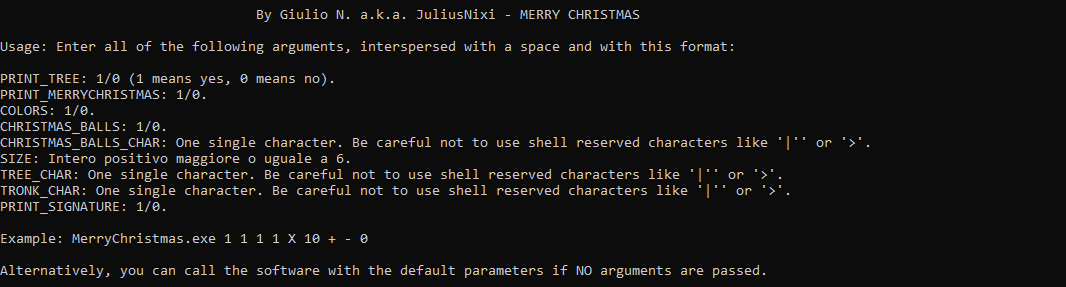 By Giulio N. a.k.a. JuliusNixi - MERRY CHRISTMAS
Usage: Enter all of the following arguments, interspersed with a space and with this format:
PRINT_TREE: 1/0 (1 means yes, 0 means no).
PRINT_MERRYCHRISTMAS: 1/0.
COLORS: 1/0.
CHRISTMAS_BALLS: 1/0.
CHRISTMAS_BALLS_CHAR: One single character. Be careful not to use shell reserved characters like '|'' or '>'.
SIZE: Intero positivo maggiore o uguale a 6.
TREE_CHAR: One single character. Be careful not to use shell reserved characters like '|'' or '>'.
TRONK_CHAR: One single character. Be careful not to use shell reserved characters like '|'' or '>'.
PRINT_SIGNATURE: 1/0.
Example: MerryChristmas.exe 1 1 1 1 X 10 + - 0
Alternatively, you can call the software with the default parameters if NO arguments are passed.